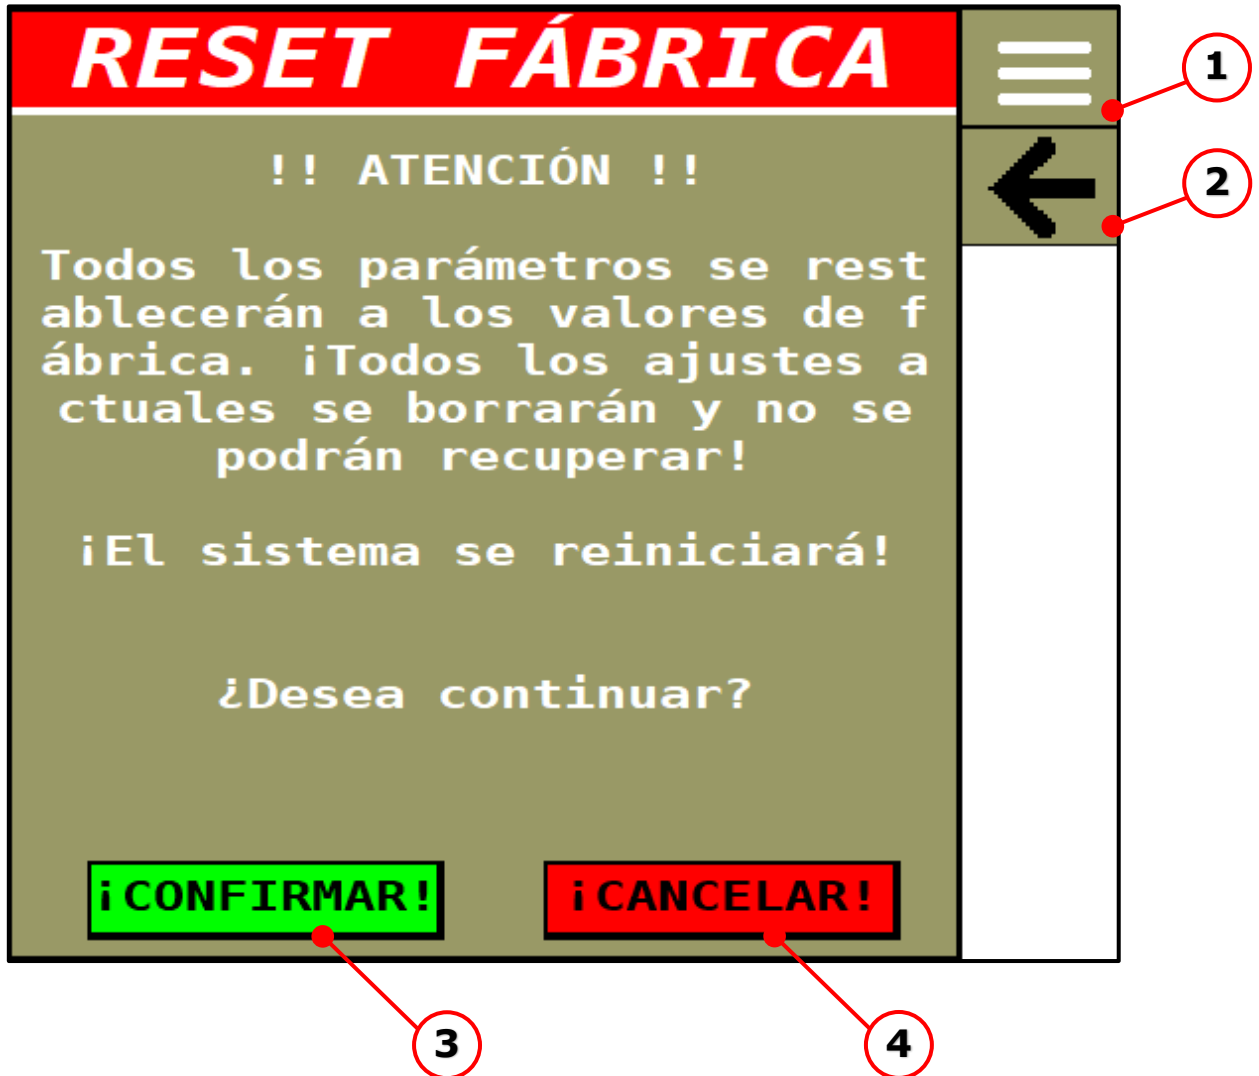 RESET FÁBRICA
1
2
!! ATENCIÓN !!
Todos los parámetros se rest
ablecerán a los valores de f
ábrica. ¡Todos los ajustes a
ctuales se borrarán y no se
podrán recuperar!
¡El sistema se reiniciará!
¿Desea continuar?
¡CONFIRMAR!
¡CANCELAR!
3
4